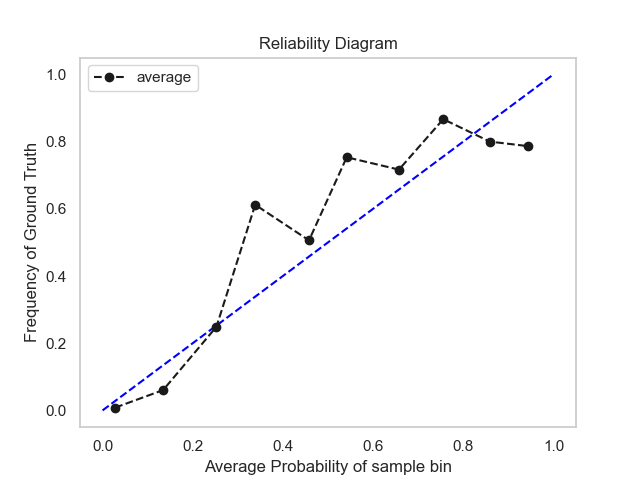 Reliability Diagram
average
Frequency of Ground Truth
1.0
0.8
0.6
0.4
0.2
0.0
0.0 0.2 0.4 0.6 0.8 1.0
Average Probability of sample bin